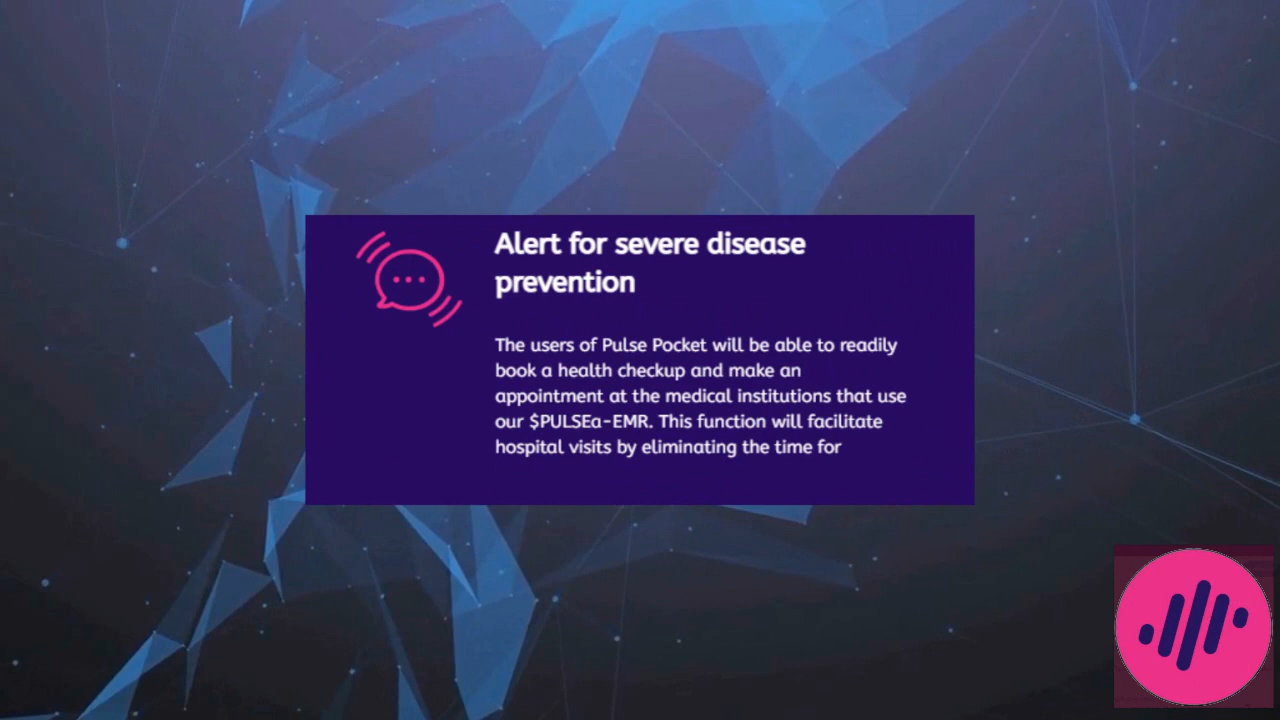 Alert for severe disease
prevention
The users of Pulse Pocket will be able to readily
book a health checkup and make an
appointment at the medical institutions that use
our $PULSEa-EMR. This function will facilitate
hospital visits by eliminating the time for